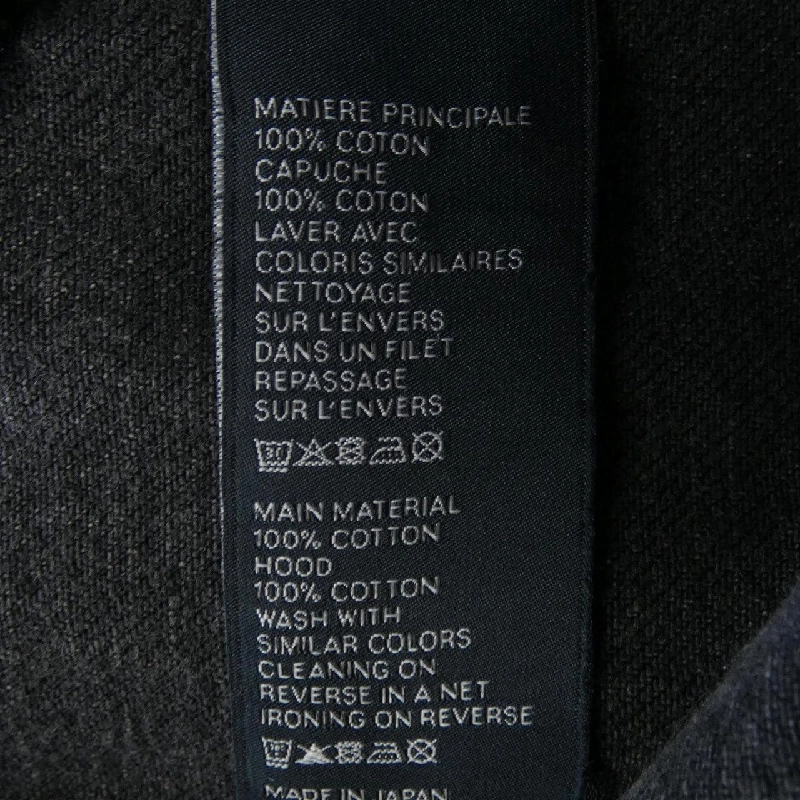 MATIERE PRINCIPALE
100% COTON
CAPUCHE
100% COTON
LAVER AVEC
COLORIS SIMILAIRES
NETTOYAGE
SUR L'ENVERS
DANS UN FILET
REPASSAGE
SUR L'ENVERS
MAIN MATERIAL
100% COTTON
HOOD
100% COTTON
WASH WITH
SIMILAR COLORS
CLEANING ON
REVERSE IN A NET
IRONING ON REVERSE
MADE IN JAPAN